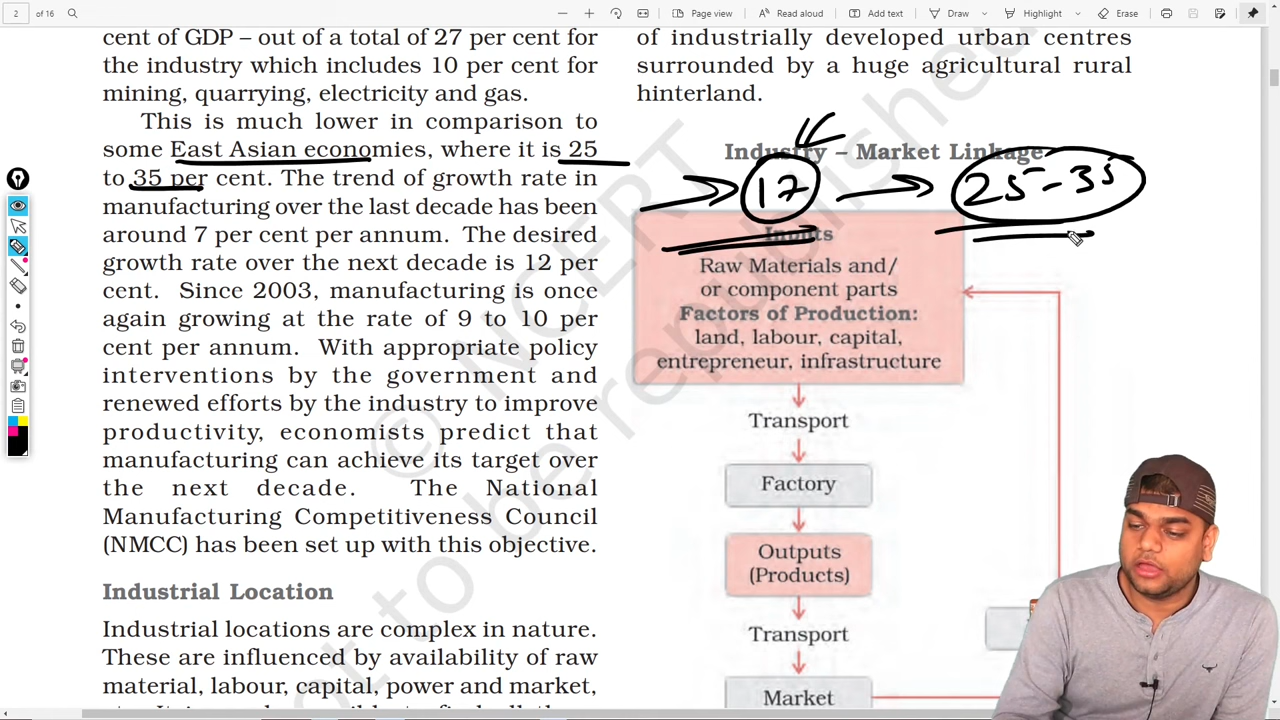 2 of 16
Page view
Read aloud
Add text
Draw
Highlight
Erase
cent of GDP – out of a total of 27 per cent for
the industry which includes 10 per cent for
mining, quarrying, electricity and gas.
This is much lower in comparison to
some East Asian economies, where it is 25
to 35 per cent. The trend of growth rate in
manufacturing over the last decade has been
around 7 per cent per annum. The desired
growth rate over the next decade is 12 per
cent. Since 2003, manufacturing is once
again growing at the rate of 9 to 10 per
cent per annum. With appropriate policy
interventions by the government and
renewed efforts by the industry to improve
productivity, economists predict that
manufacturing can achieve its target over
the next decade. The National
Manufacturing Competitiveness Council
(NMCC) has been set up with this objective.
Industrial Location
Industrial locations are complex in nature.
These are influenced by availability of raw
material, labour, capital, power and market,
of industrially developed urban centres
surrounded by a huge agricultural rural
hinterland.
Industry – Market Linkage
17
25-35
Inputs
Raw Materials and/
or component parts
Factors of Production:
land, labour, capital,
entrepreneur, infrastructure
Transport
Factory
Outputs
(Products)
Transport
Market
© NCERT
not to be republished